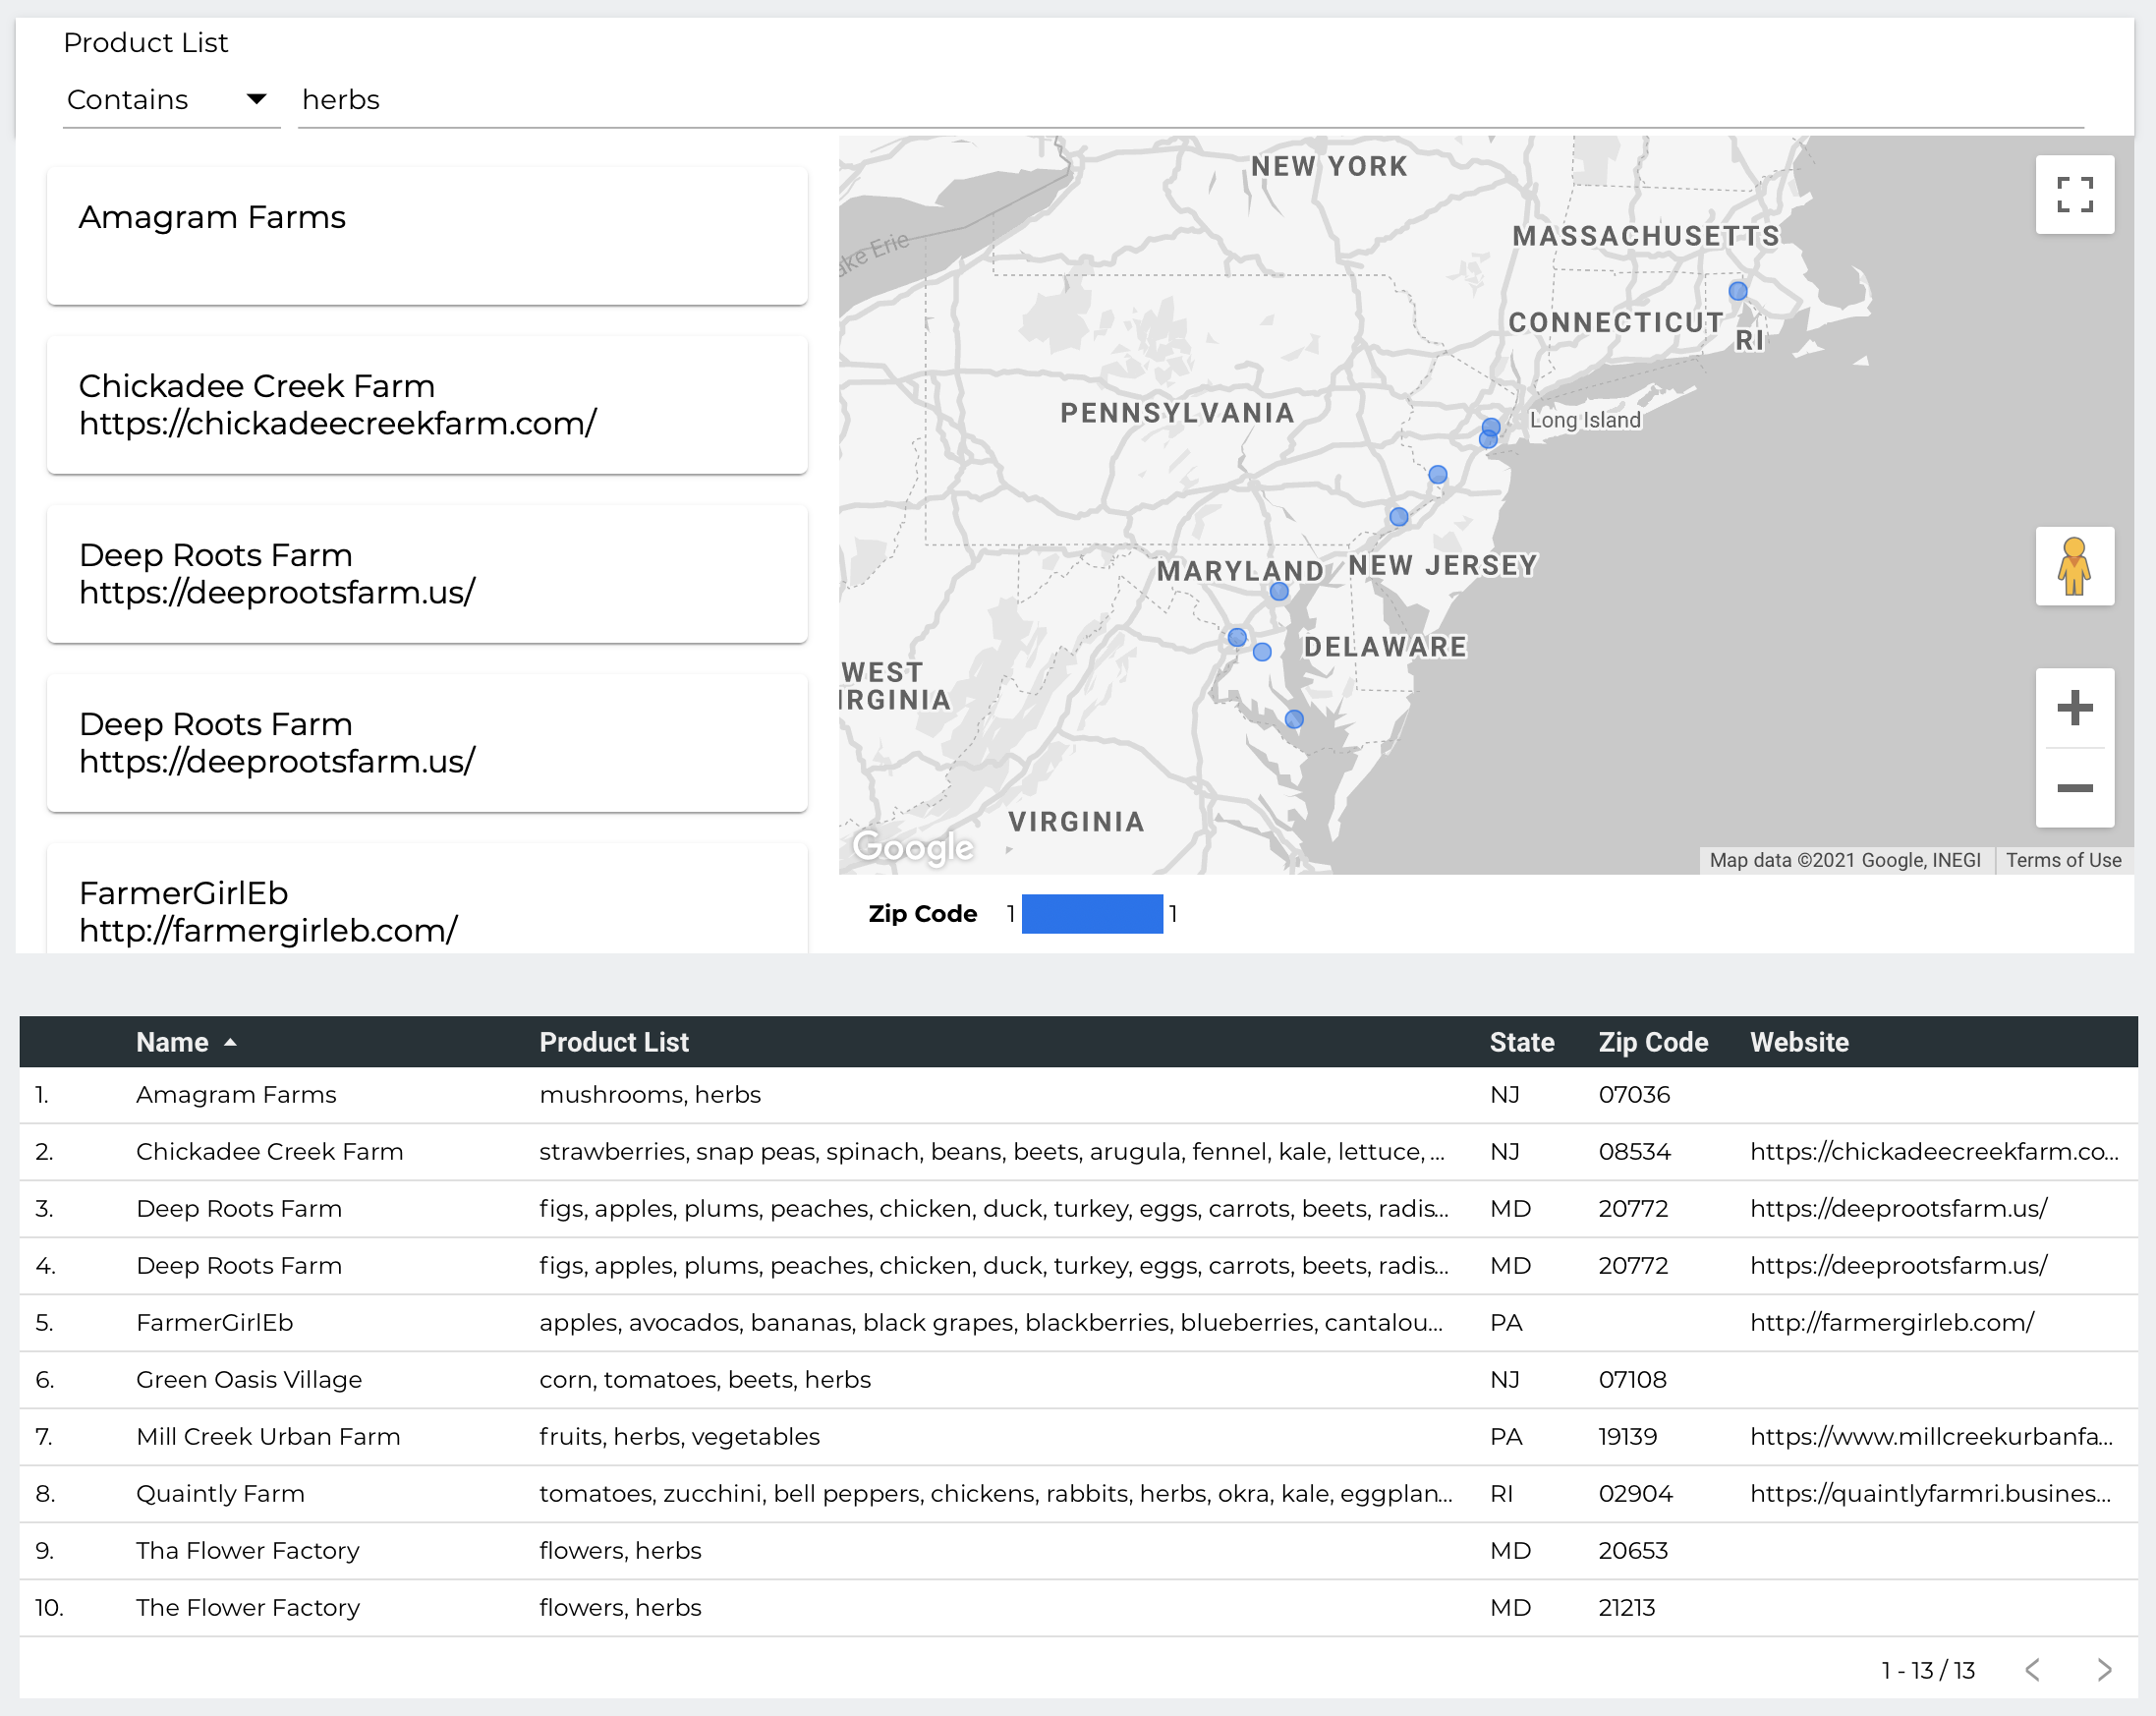 Product List
Contains herbs
Amagram Farms
Chickadee Creek Farm
https://chickadeecreekfarm.com/
Deep Roots Farm
https://deeprootsfarm.us/
Deep Roots Farm
https://deeprootsfarm.us/
FarmerGirlEb
http://farmergirleb.com/
NEW YORK
MASSACHUSETTS
ake Erie
CONNECTICUT
RI
PENNSYLVANIA
Long Island
MARYLAND
NEW JERSEY
DELAWARE
WEST
IRGINIA
VIRGINIA
Google
Map data ©2021 Google, INEGI Terms of Use
Zip Code 1 1
Name Product List State Zip Code Website
1. Amagram Farms mushrooms, herbs NJ 07036
2. Chickadee Creek Farm strawberries, snap peas, spinach, beans, beets, arugula, fennel, kale, lettuce, ... NJ 08534 https://chickadeecreekfarm.co...
3. Deep Roots Farm figs, apples, plums, peaches, chicken, duck, turkey, eggs, carrots, beets, radis... MD 20772 https://deeprootsfarm.us/
4. Deep Roots Farm figs, apples, plums, peaches, chicken, duck, turkey, eggs, carrots, beets, radis... MD 20772 https://deeprootsfarm.us/
5. FarmerGirlEb apples, avocados, bananas, black grapes, blackberries, blueberries, cantalou... PA http://farmergirleb.com/
6. Green Oasis Village corn, tomatoes, beets, herbs NJ 07108
7. Mill Creek Urban Farm fruits, herbs, vegetables PA 19139 https://www.millcreekurbanfa...
8. Quaintly Farm tomatoes, zucchini, bell peppers, chickens, rabbits, herbs, okra, kale, eggplan... RI 02904 https://quaintlyfarmri.busines...
9. Tha Flower Factory flowers, herbs MD 20653
10. The Flower Factory flowers, herbs MD 21213
1 - 13 / 13